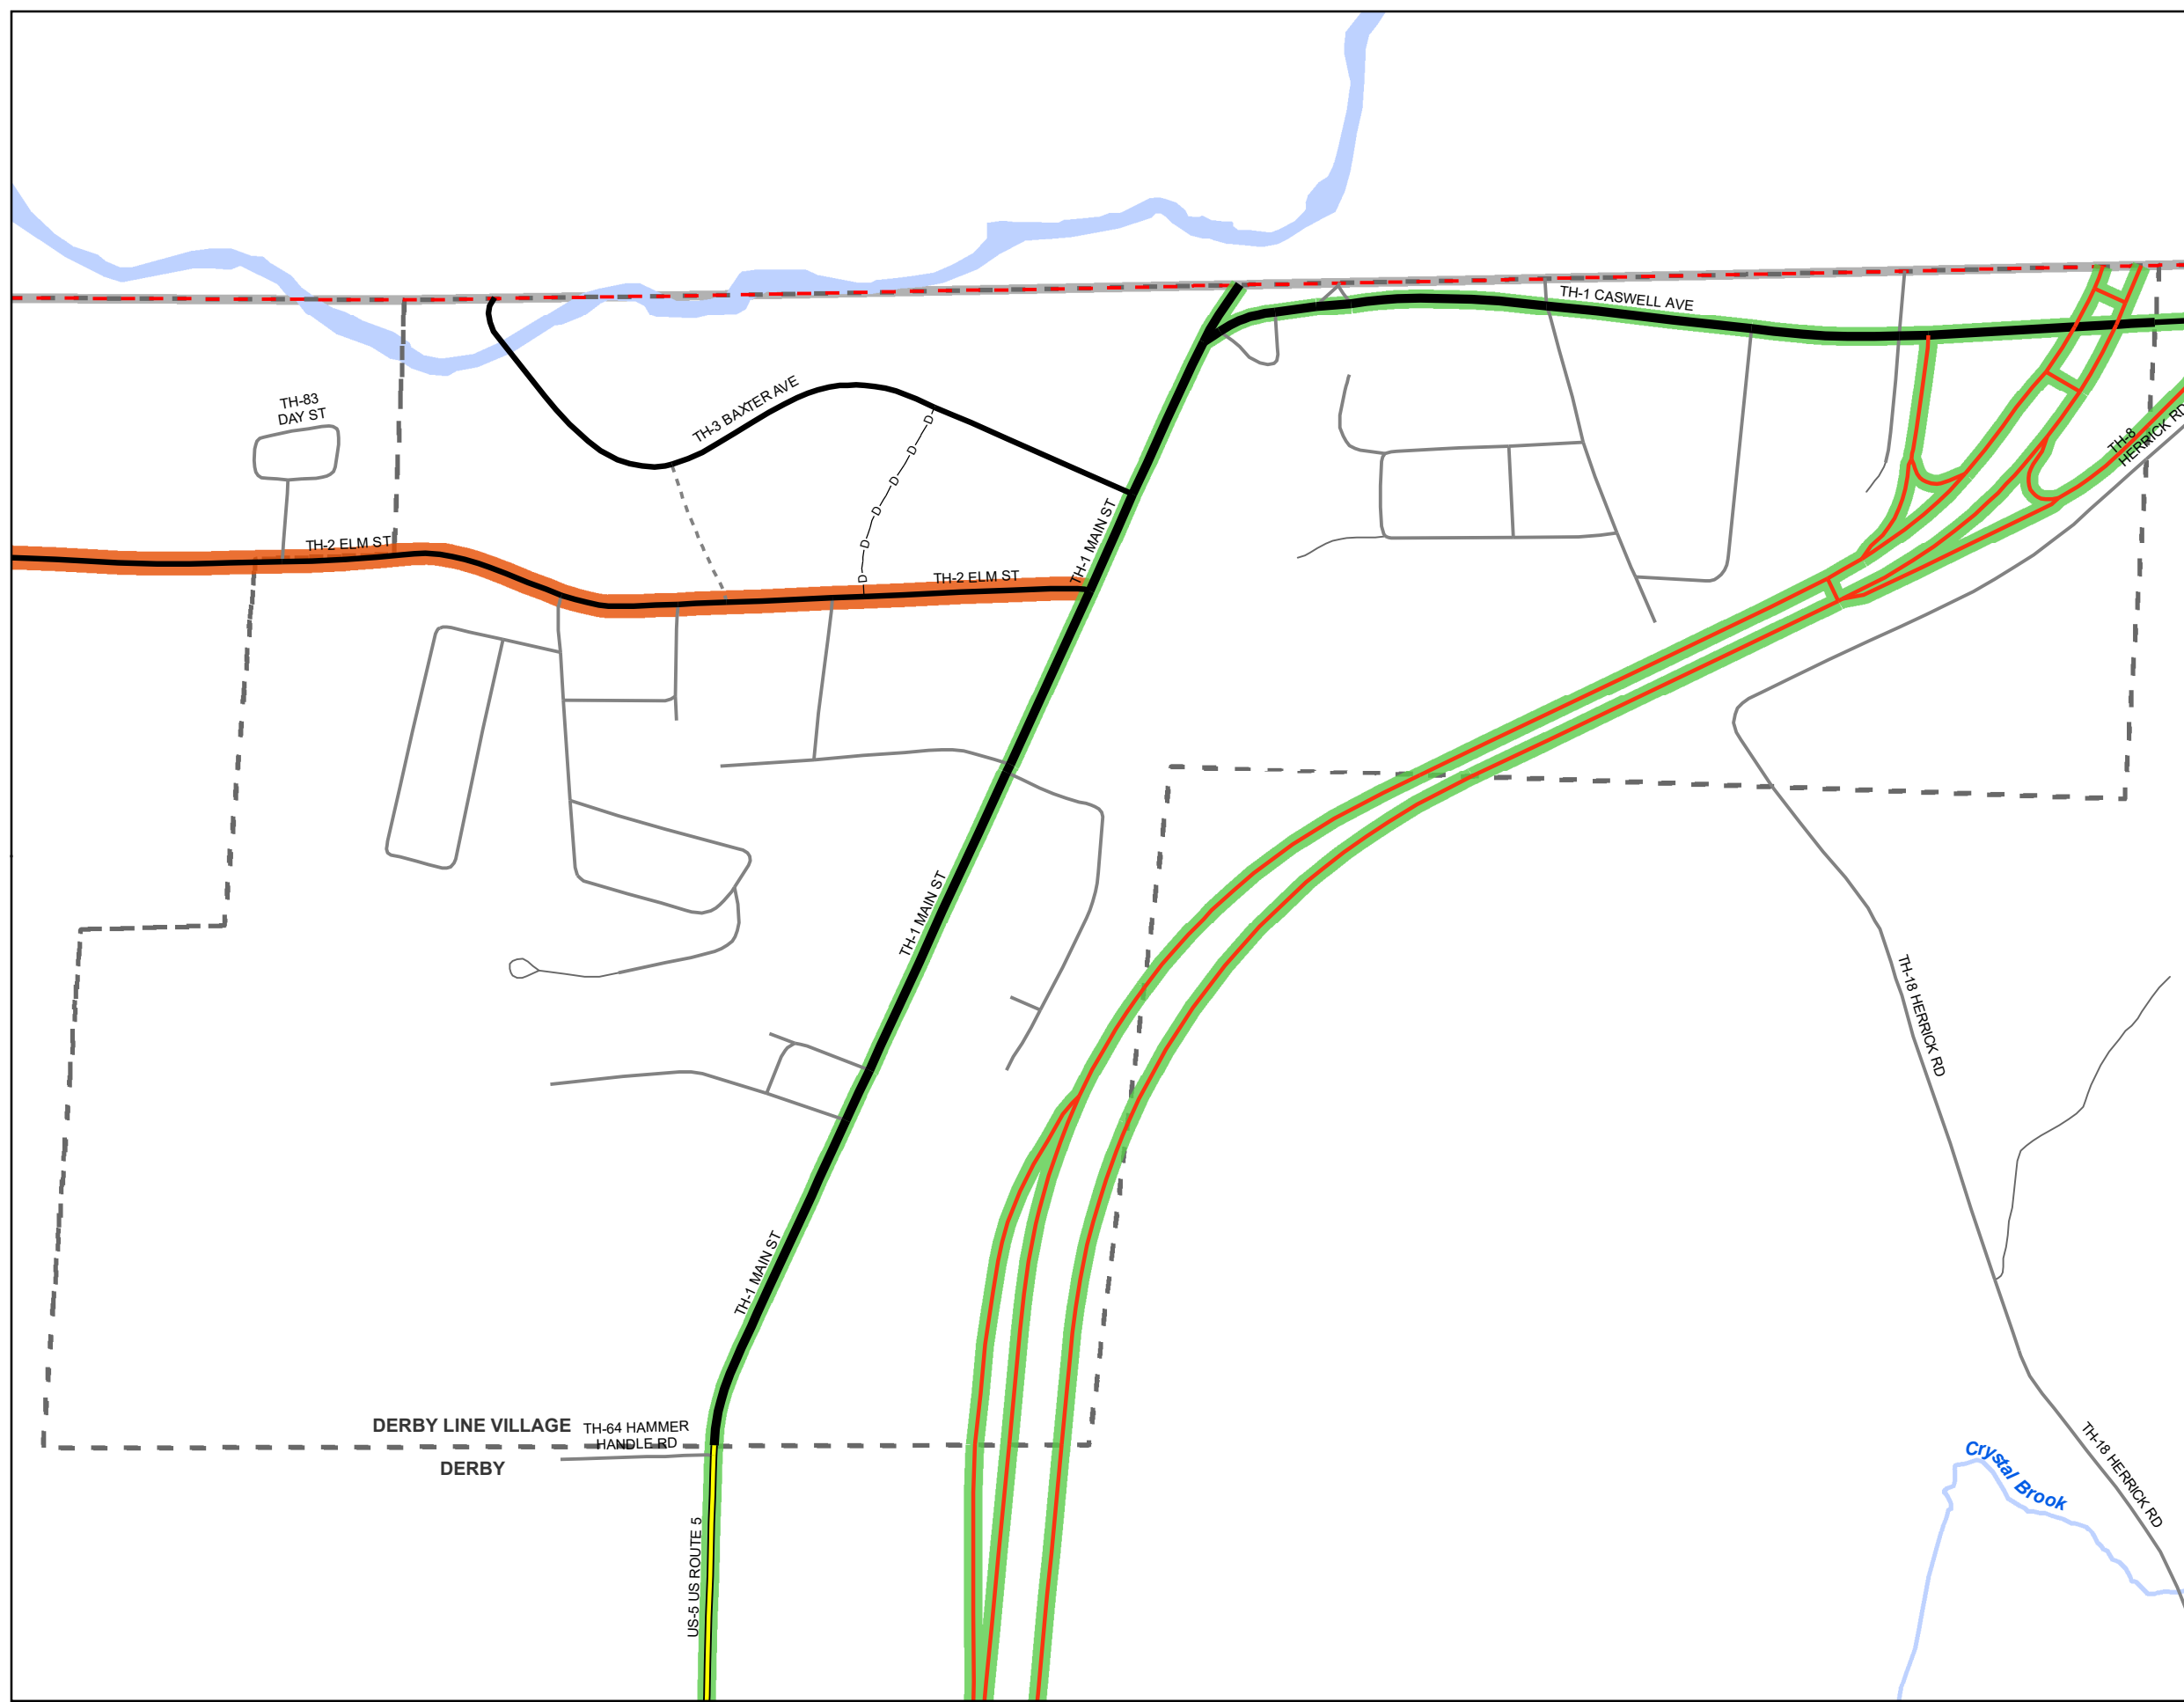 TH-1 CASWELL AVE
TH-83
DAY ST
TH-3 BAXTER AVE
D
D
D
D
D
D
TH-8
HERRICK RD
TH-2 ELM ST
TH-1 MAIN ST
TH-2 ELM ST
TH-1 MAIN ST
TH-18 HERRICK RD
TH-1 MAIN ST
DERBY LINE VILLAGE
TH-64 HAMMER
HANDLE RD
DERBY
TH-18 HERRICK RD
Crystal Brook
US-5 US ROUTE 5